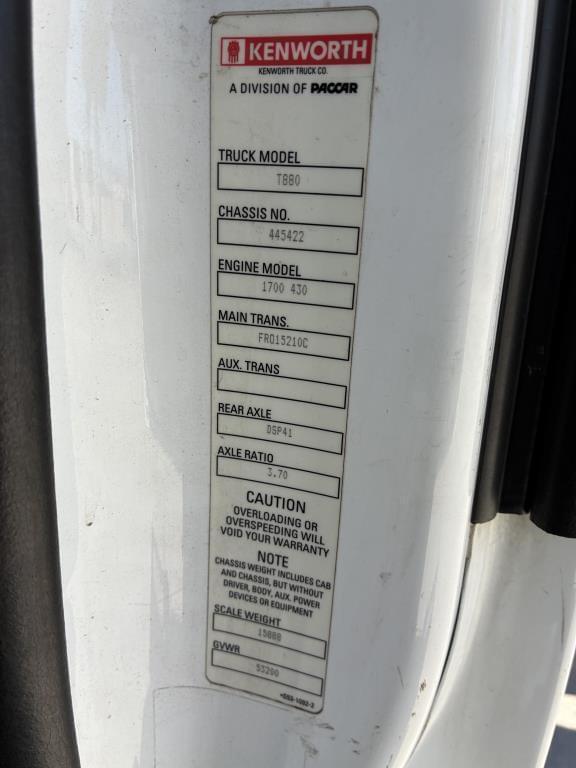 KENWORTH
KENWORTH TRUCK CO.
A DIVISION OF PACCAR
TRUCK MODEL
T880
CHASSIS NO.
445422
ENGINE MODEL
1700 430
MAIN TRANS.
FRO15210C
AUX. TRANS
REAR AXLE
DSP41
AXLE RATIO
3.70
CAUTION
OVERLOADING OR
OVERSPEEDING WILL
VOID YOUR WARRANTY
NOTE
CHASSIS WEIGHT INCLUDES CAB
AND CHASSIS, BUT WITHOUT
DRIVER, BODY, AUX. POWER
DEVICES OR EQUIPMENT
SCALE WEIGHT
GVWR
53200